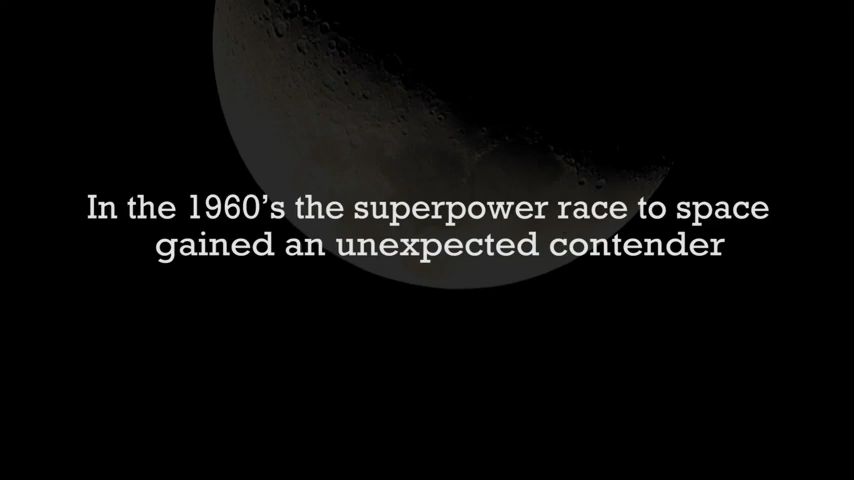 In the 1960’s the superpower race to space
gained an unexpected contender